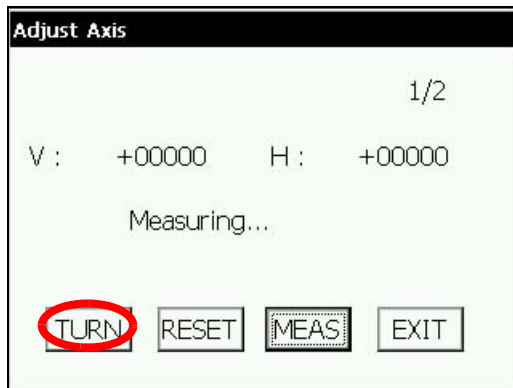 Adjust Axis
1/2
V : +00000 H : +00000
Measuring...
TURN RESET MEAS EXIT